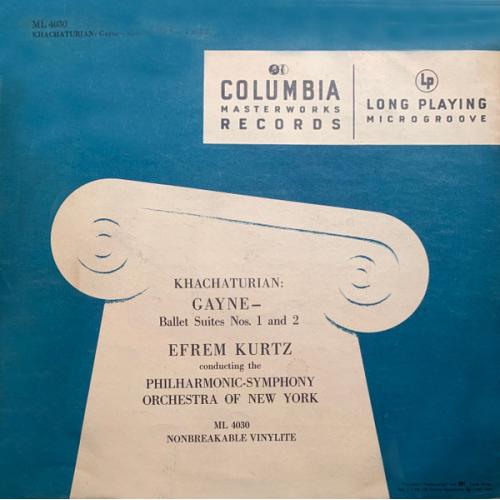 ML 4030
KHACHATURIAN: Gayne—
COLUMBIA
MASTERWORKS
RECORDS
LP
LONG PLAYING
MICROGROOVE
KHACHATURIAN:
GAYNE—
Ballet Suites Nos. 1 and 2
EFREM KURTZ
conducting the
PHILHARMONIC-SYMPHONY
ORCHESTRA OF NEW YORK
ML 4030
NONBREAKABLE VINYLITE